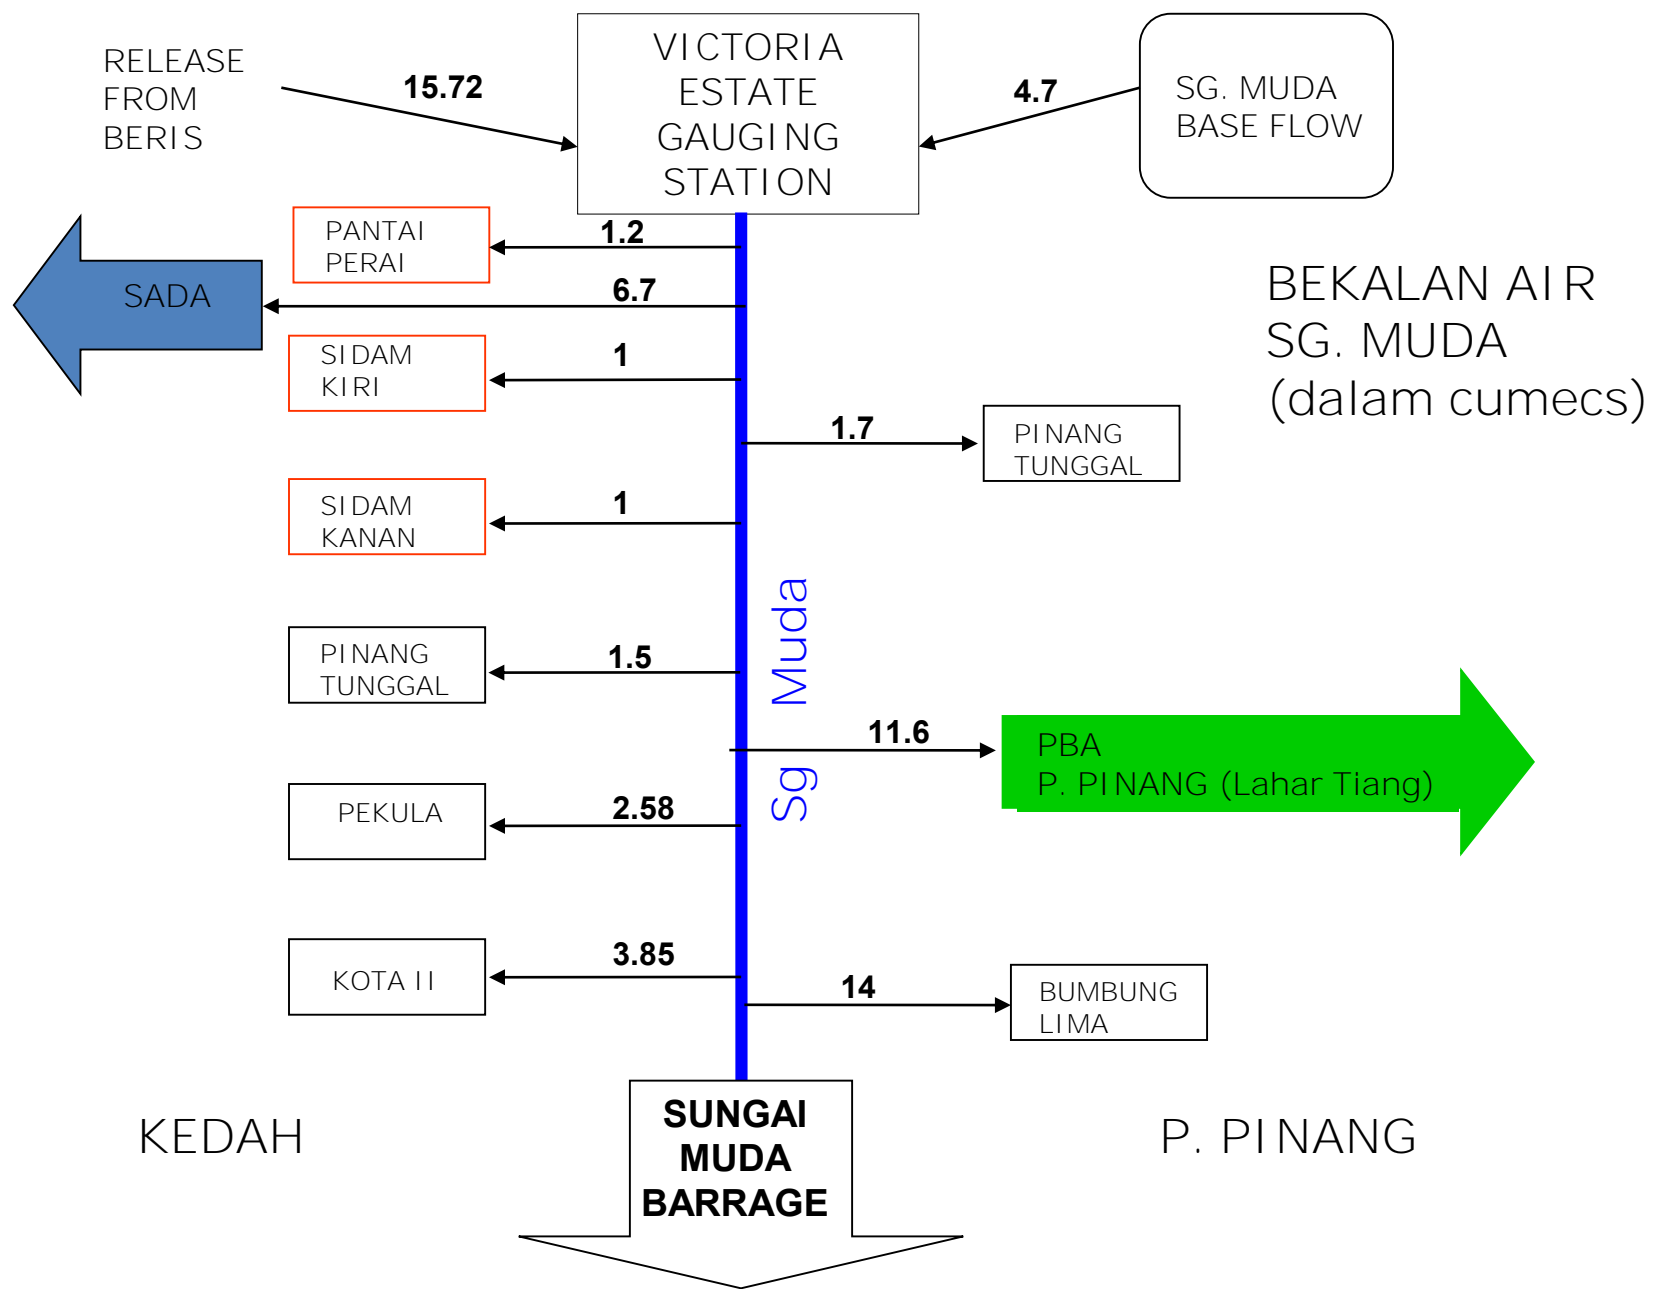 RELEASE
FROM
BERIS
15.72
VICTORIA
ESTATE
GAUGING
STATION
4.7
SG. MUDA
BASE FLOW
PANTAI
PERAI
1.2
SADA
6.7
SIDAM
KIRI
1
BEKALAN AIR
SG. MUDA
(dalam cumecs)
1.7
PINANG
TUNGGAL
SIDAM
KANAN
1
Sg Muda
PINANG
TUNGGAL
1.5
11.6
PBA
P. PINANG (Lahar Tiang)
PEKULA
2.58
KOTA II
3.85
14
BUMBUNG
LIMA
KEDAH
SUNGAI
MUDA
BARRAGE
P. PINANG